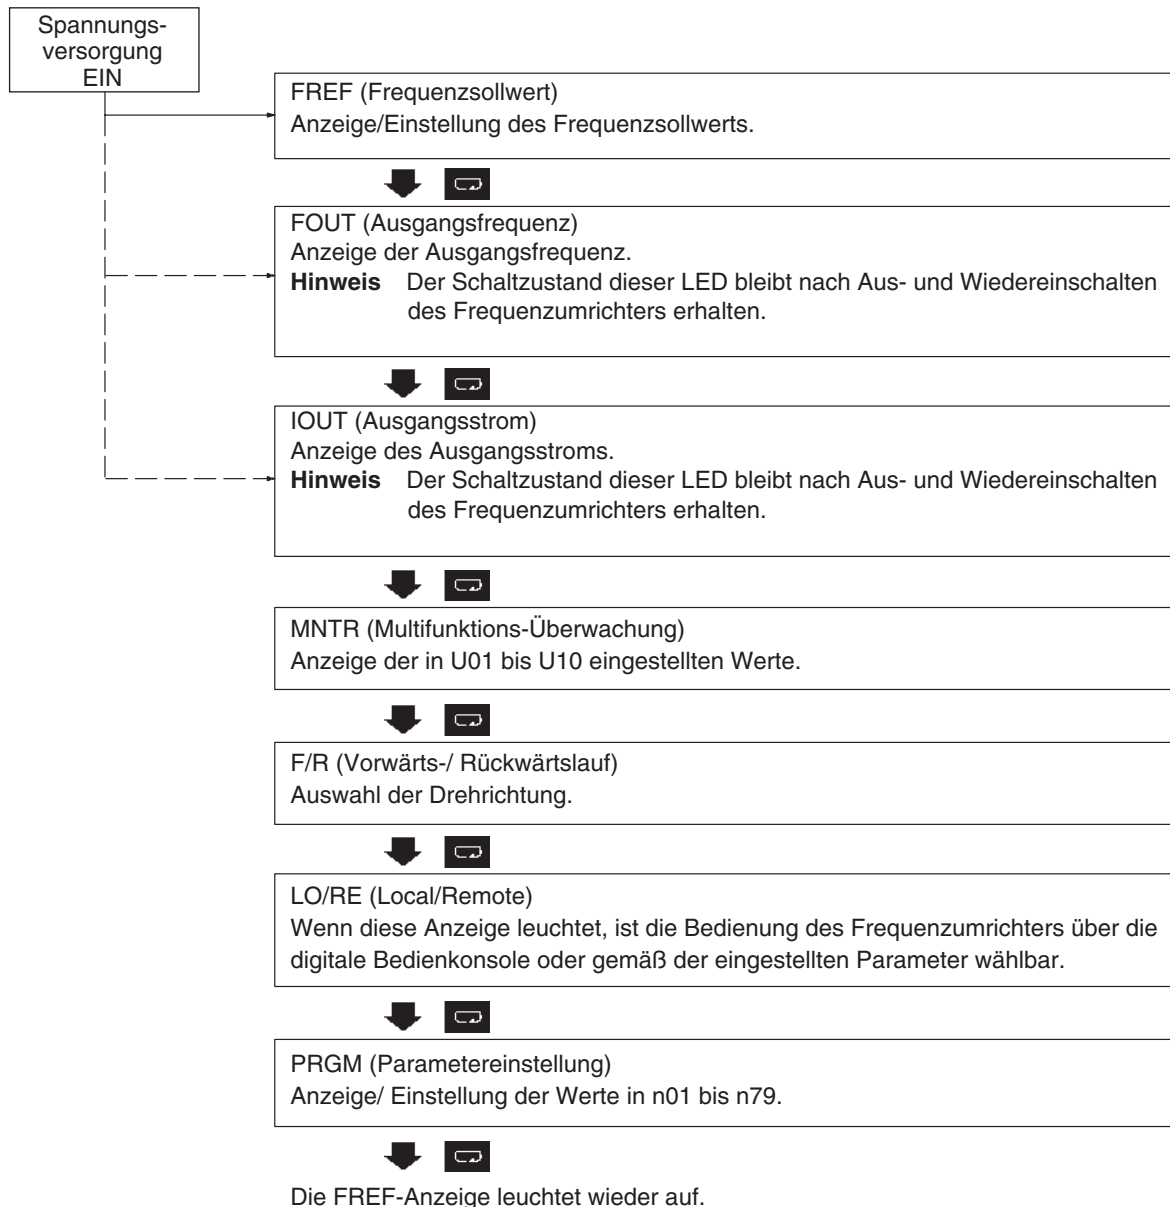 Spannungs-
versorgung
EIN
FREF (Frequenzsollwert)
Anzeige/Einstellung des Frequenzsollwerts.
FOUT (Ausgangsfrequenz)
Anzeige der Ausgangsfrequenz.
Hinweis Der Schaltzustand dieser LED bleibt nach Aus- und Wiedereinschalten
des Frequenzumrichters erhalten.
IOUT (Ausgangsstrom)
Anzeige des Ausgangsstroms.
Hinweis Der Schaltzustand dieser LED bleibt nach Aus- und Wiedereinschalten
des Frequenzumrichters erhalten.
MNTR (Multifunktions-Überwachung)
Anzeige der in U01 bis U10 eingestellten Werte.
F/R (Vorwärts-/ Rückwärtslauf)
Auswahl der Drehrichtung.
LO/RE (Local/Remote)
Wenn diese Anzeige leuchtet, ist die Bedienung des Frequenzumrichters über die
digitale Bedienkonsole oder gemäß der eingestellten Parameter wählbar.
PRGM (Parametereinstellung)
Anzeige/ Einstellung der Werte in n01 bis n79.
Die FREF-Anzeige leuchtet wieder auf.